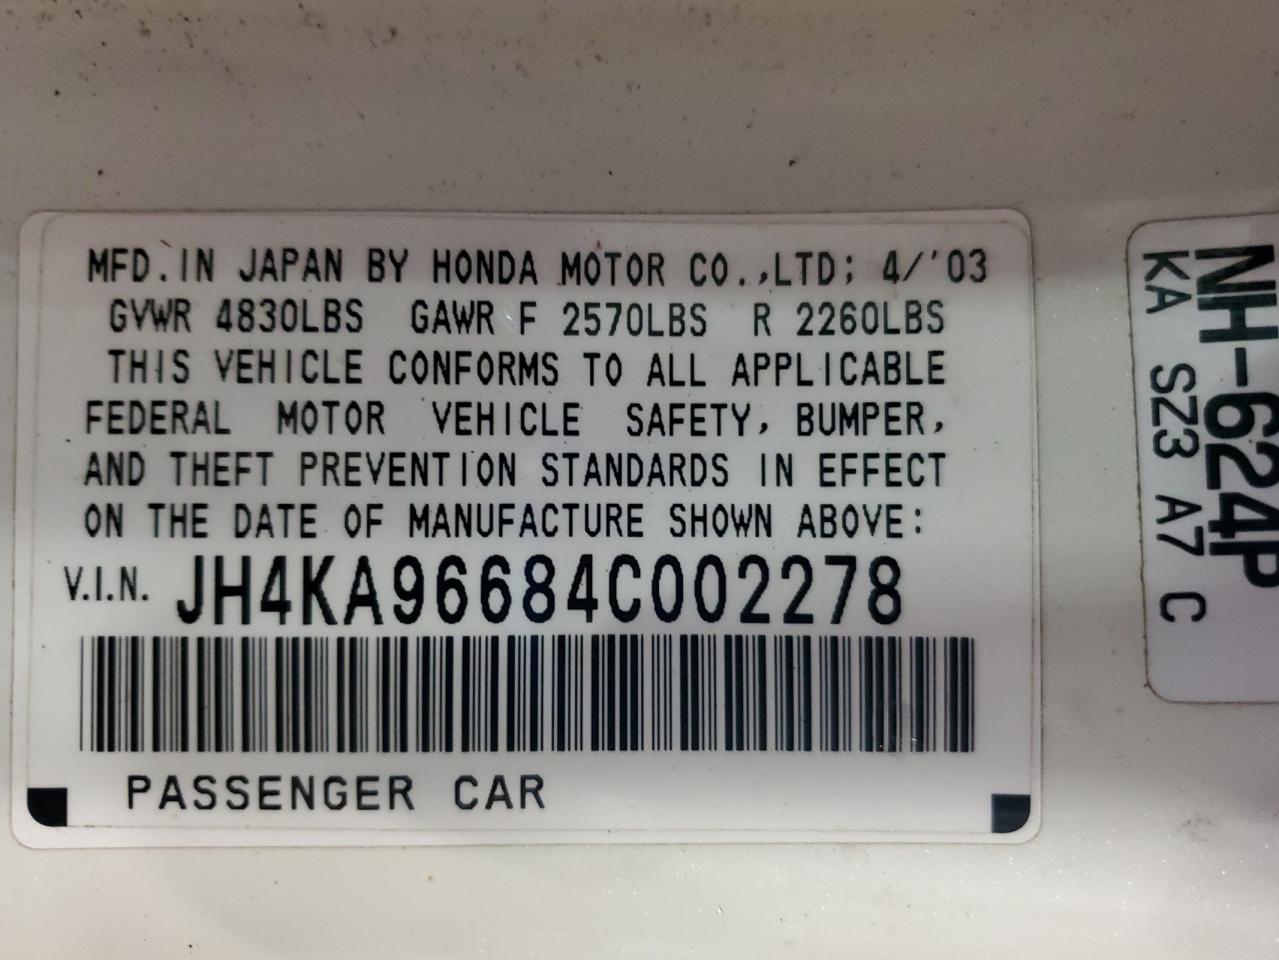 MFD. IN JAPAN BY HONDA MOTOR CO.,LTD; 4/'03
GVWR 4830LBS GAWR F 2570LBS R 2260LBS
THIS VEHICLE CONFORMS TO ALL APPLICABLE
FEDERAL MOTOR VEHICLE SAFETY, BUMPER,
AND THEFT PREVENTION STANDARDS IN EFFECT
ON THE DATE OF MANUFACTURE SHOWN ABOVE:
V.I.N. JH4KA96684C002278
PASSENGER CAR
NH-624P
KA SZ3 A7 C